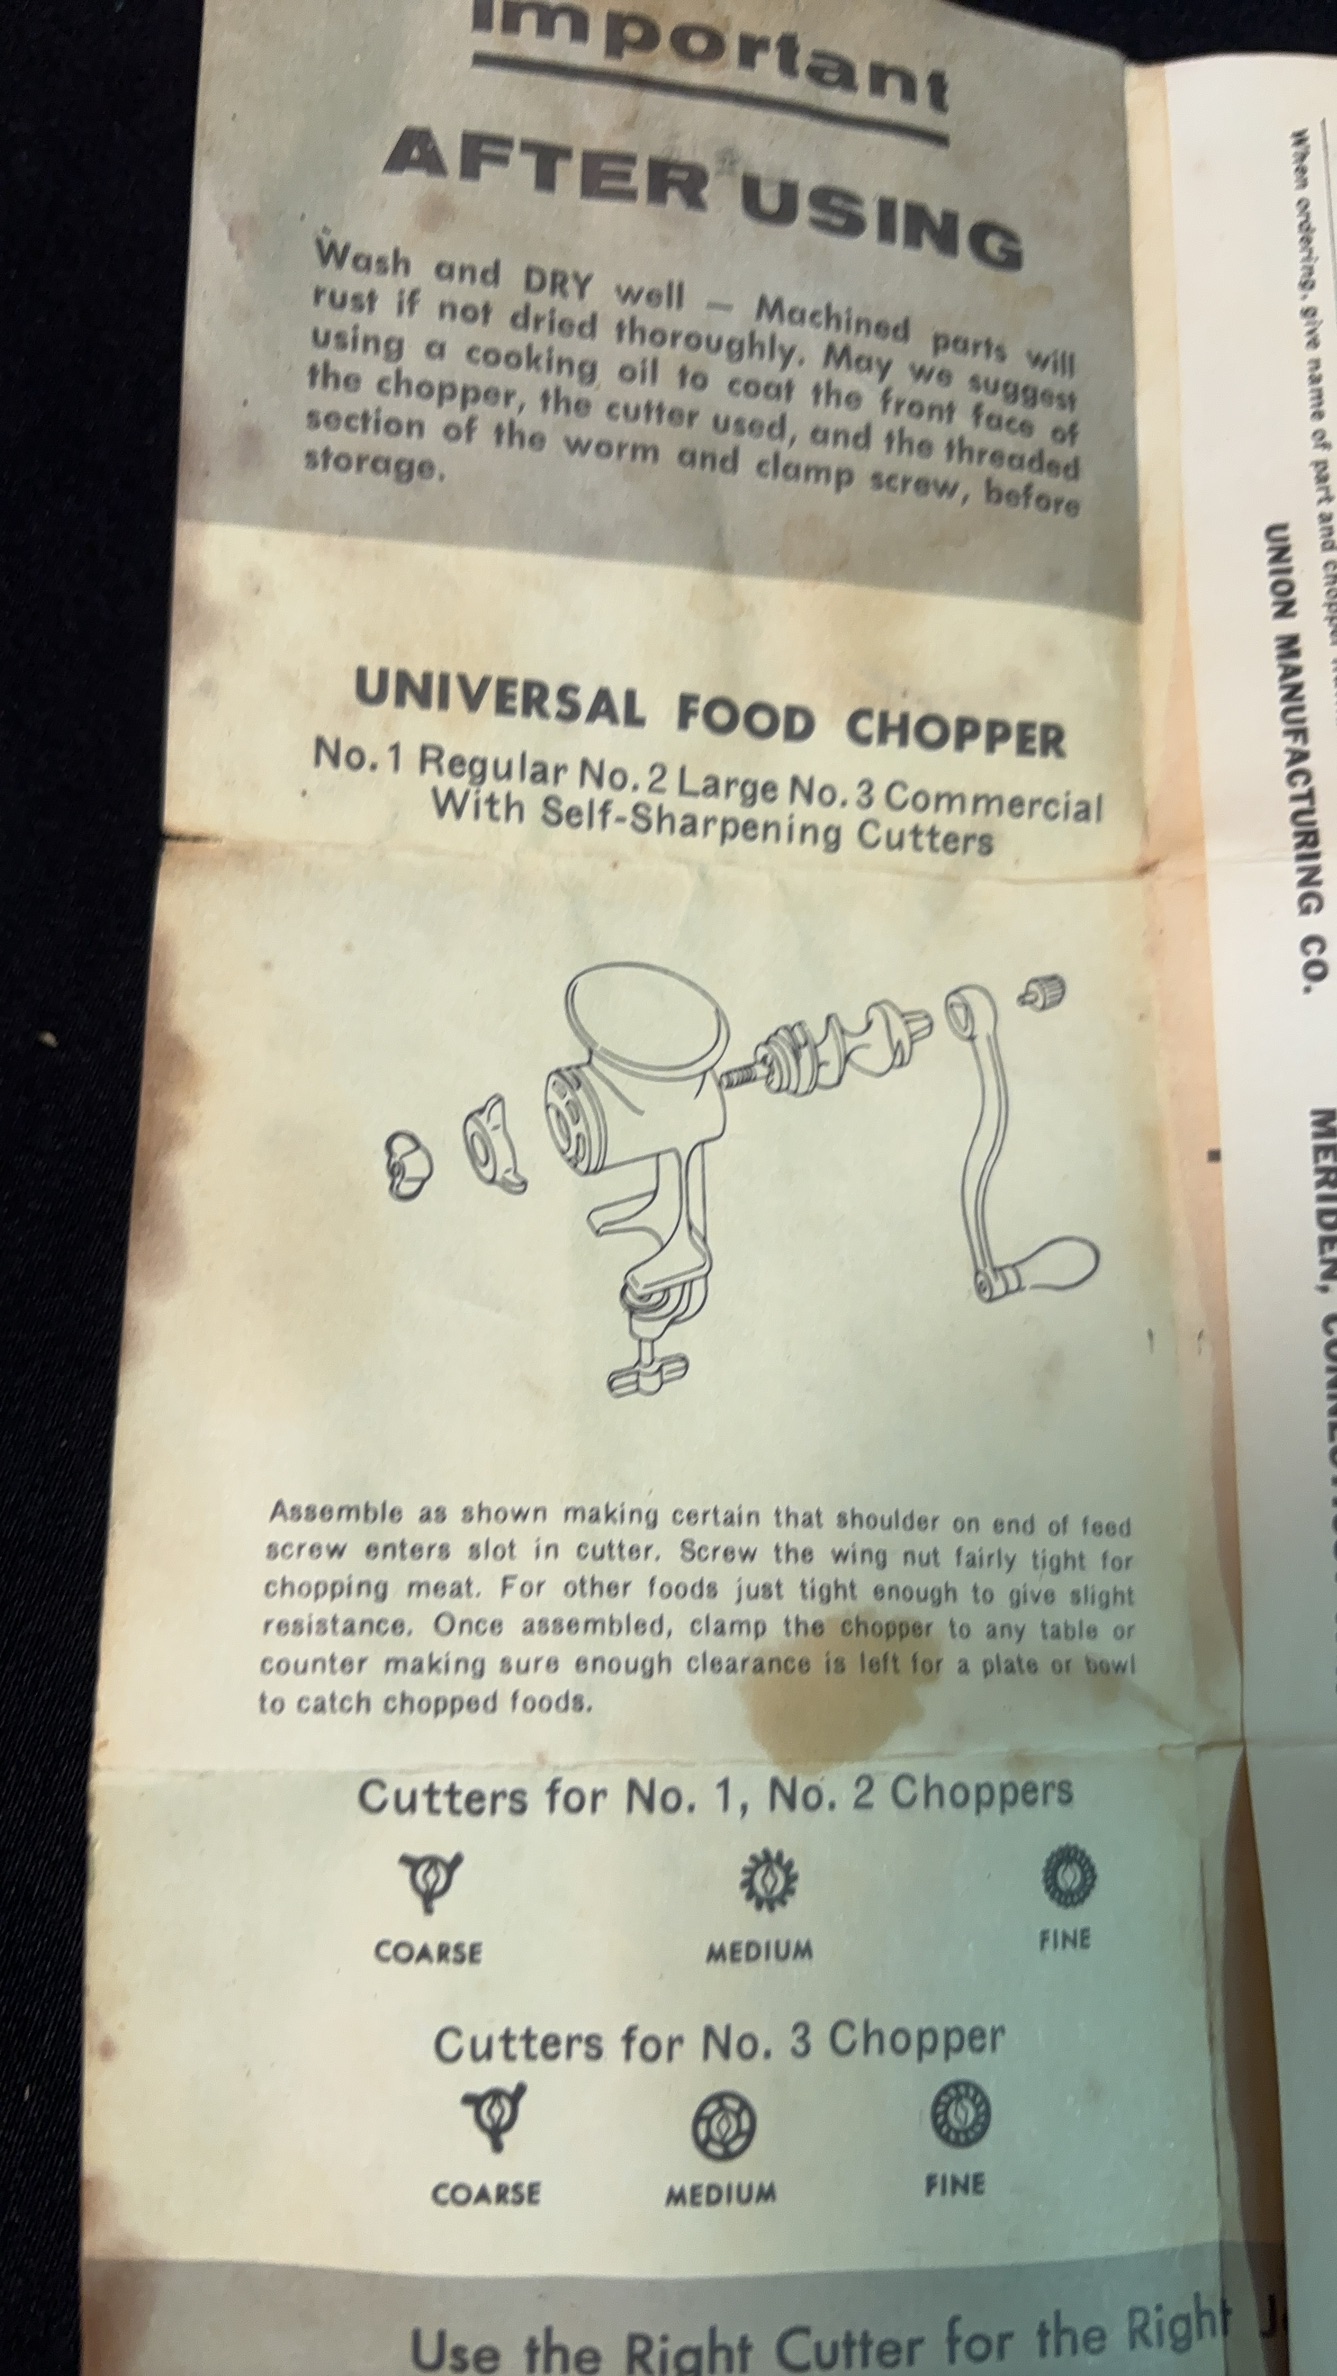 Important
AFTER USING
Wash and DRY well — Machined parts will
rust if not dried thoroughly. May we suggest
using a cooking oil to coat the front face of
the chopper, the cutter used, and the threaded
section of the worm and clamp screw, before
storage.
UNIVERSAL FOOD CHOPPER
No. 1 Regular No. 2 Large No. 3 Commercial
With Self-Sharpening Cutters
Assemble as shown making certain that shoulder on end of feed
screw enters slot in cutter. Screw the wing nut fairly tight for
chopping meat. For other foods just tight enough to give slight
resistance. Once assembled, clamp the chopper to any table or
counter making sure enough clearance is left for a plate or bowl
to catch chopped foods.
Cutters for No. 1, No. 2 Choppers
COARSE MEDIUM FINE
Cutters for No. 3 Chopper
COARSE MEDIUM FINE
Use the Right Cutter for the Right
When ordering, give name of part and chopper
UNION MANUFACTURING CO.
MERIDEN,